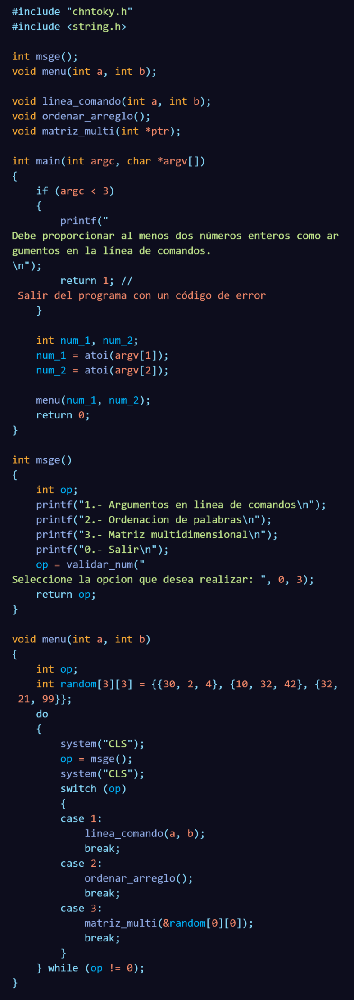 #include "chntoky.h"
#include <string.h>

int msge();
void menu(int a, int b);

void linea_comando(int a, int b);
void ordenar_arreglo();
void matriz_multi(int *ptr);

int main(int argc, char *argv[])
{
    if (argc < 3)
    {
        printf("
Debe proporcionar al menos dos números enteros como ar
gumentos en la línea de comandos.
\n");
        return 1; //
 Salir del programa con un código de error
    }

    int num_1, num_2;
    num_1 = atoi(argv[1]);
    num_2 = atoi(argv[2]);

    menu(num_1, num_2);
    return 0;
}

int msge()
{
    int op;
    printf("1.- Argumentos en linea de comandos\n");
    printf("2.- Ordenacion de palabras\n");
    printf("3.- Matriz multidimensional\n");
    printf("0.- Salir\n");
    op = validar_num("
Seleccione la opcion que desea realizar: ", 0, 3);
    return op;
}

void menu(int a, int b)
{
    int op;
    int random[3][3] = {{30, 2, 4}, {10, 32, 42}, {32,
 21, 99}};
    do
    {
        system("CLS");
        op = msge();
        system("CLS");
        switch (op)
        {
        case 1:
            linea_comando(a, b);
            break;
        case 2:
            ordenar_arreglo();
            break;
        case 3:
            matriz_multi(&random[0][0]);
            break;
        }
    } while (op != 0);
}